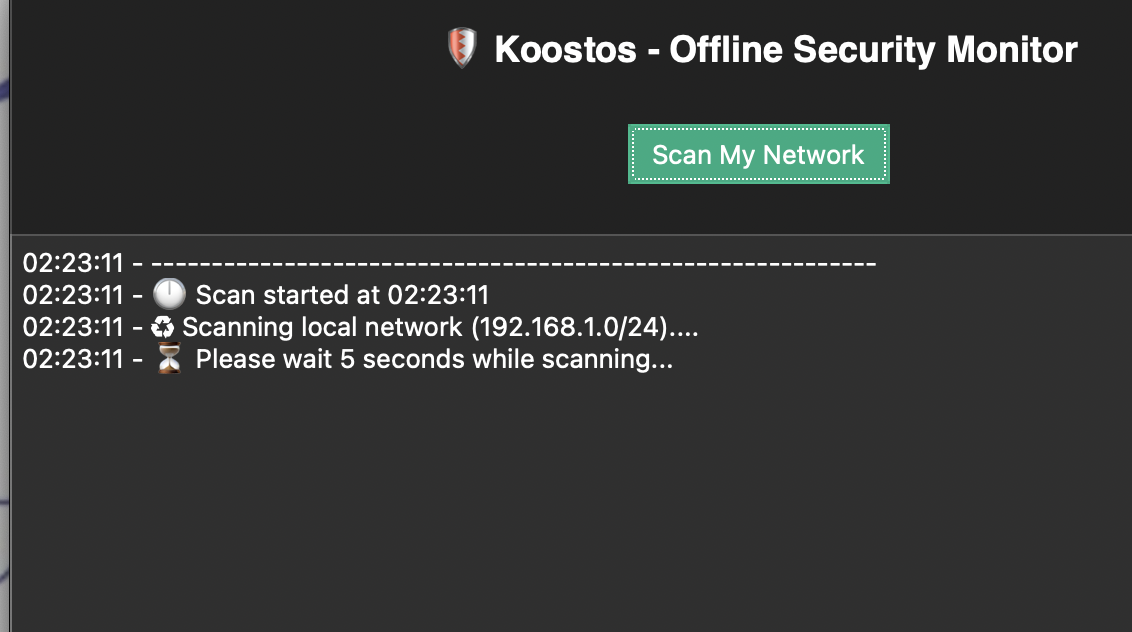 🛡️ Koostos - Offline Security Monitor
Scan My Network
02:23:11 - ------------------------------------------------------------
02:23:11 - 🕛 Scan started at 02:23:11
02:23:11 - ♻ Scanning local network (192.168.1.0/24)....
02:23:11 - ⏳ Please wait 5 seconds while scanning...